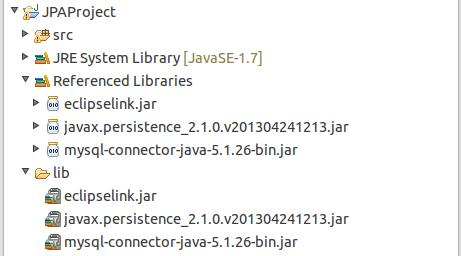 JPAProject
src
JRE System Library [JavaSE-1.7]
Referenced Libraries
eclipselink.jar
javax.persistence_2.1.0.v201304241213.jar
mysql-connector-java-5.1.26-bin.jar
lib
eclipselink.jar
javax.persistence_2.1.0.v201304241213.jar
mysql-connector-java-5.1.26-bin.jar